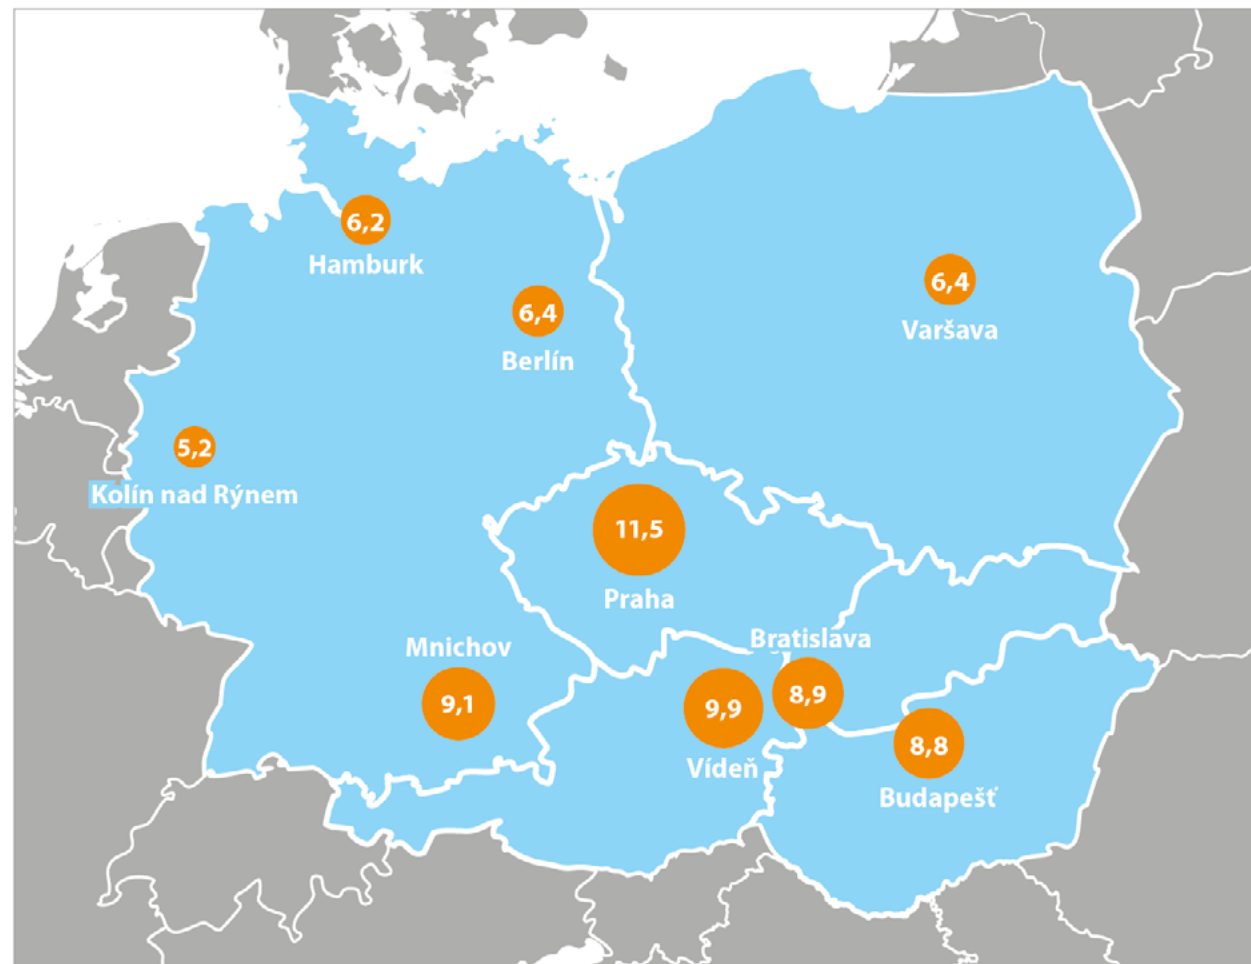 6,2
Hamburk
6,4
Berlín
6,4
Varšava
5,2
Kolín nad Rýnem
11,5
Praha
Mnichov
9,1
Bratislava
8,9
9,9
Vídeň
8,8
Budapešť